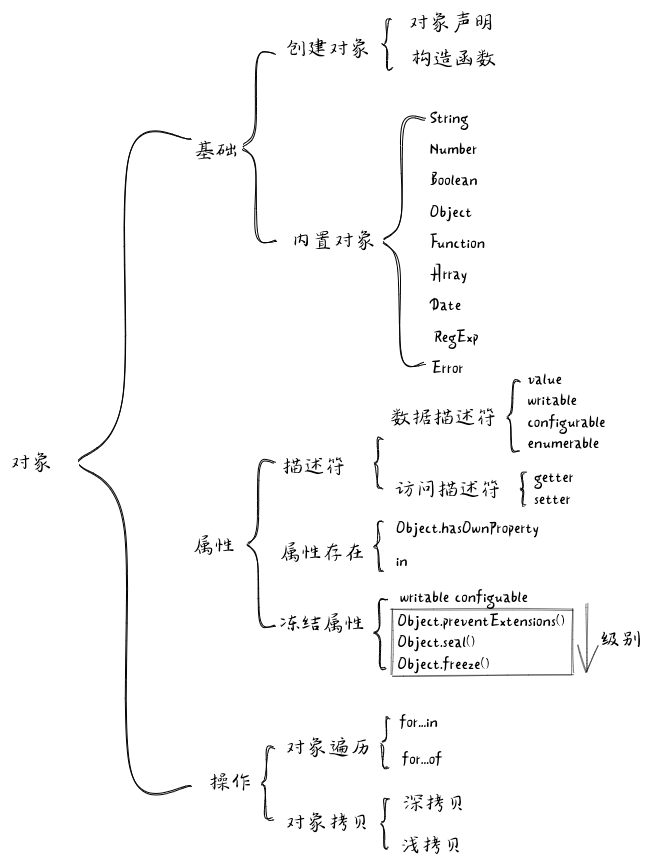 对象
基础
创建对象
对象声明
构造函数
内置对象
String
Number
Boolean
Object
Function
Array
Date
RegExp
Error
属性
描述符
数据描述符
value
writable
configurable
enumerable
访问描述符
getter
setter
属性存在
Object.hasOwnProperty
in
冻结属性
writable configuable
Object.preventExtensions()
Object.seal()
Object.freeze()
级别
操作
对象遍历
for...in
for...of
对象拷贝
深拷贝
浅拷贝